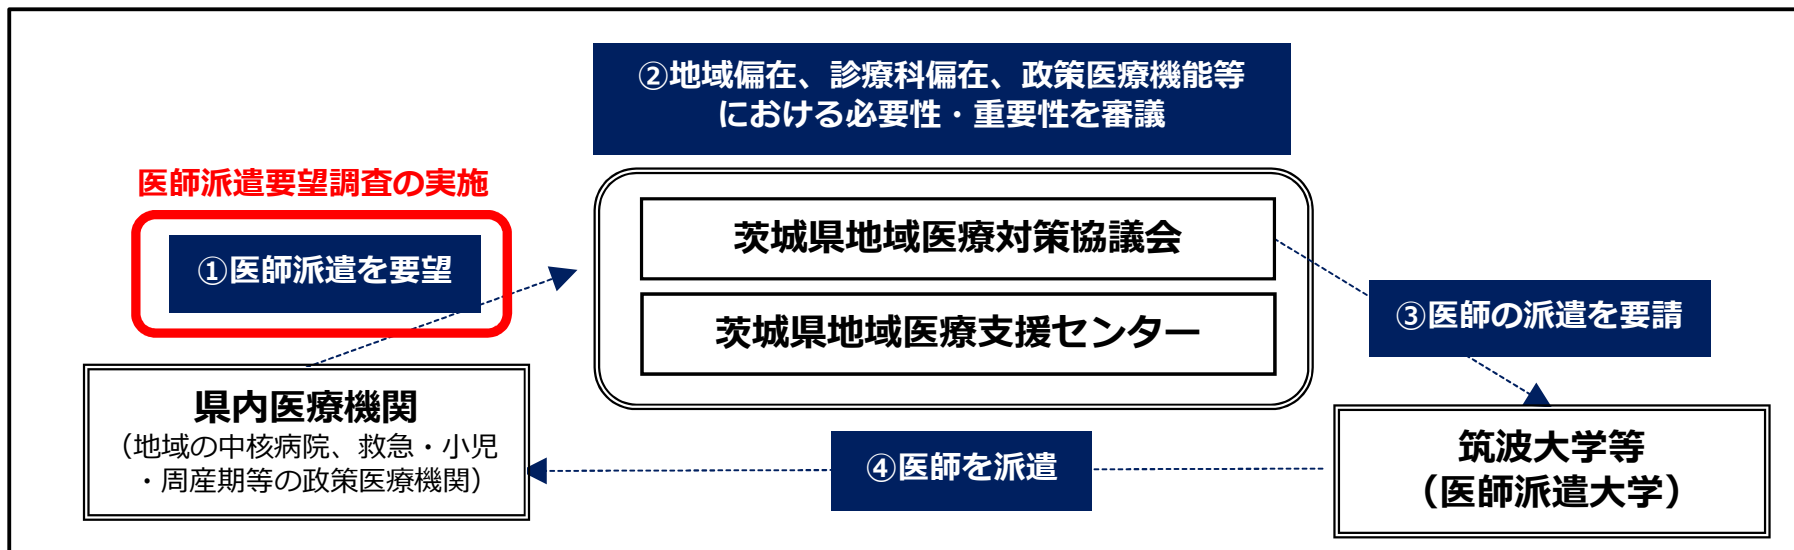 ②地域偏在、診療科偏在、政策医療機能等
における必要性・重要性を審議
医師派遣要望調査の実施
①医師派遣を要望
茨城県地域医療対策協議会
茨城県地域医療支援センター
③医師の派遣を要請
県内医療機関
（地域の中核病院、救急・小児
・周産期等の政策医療機関）
④医師を派遣
筑波大学等
（医師派遣大学）